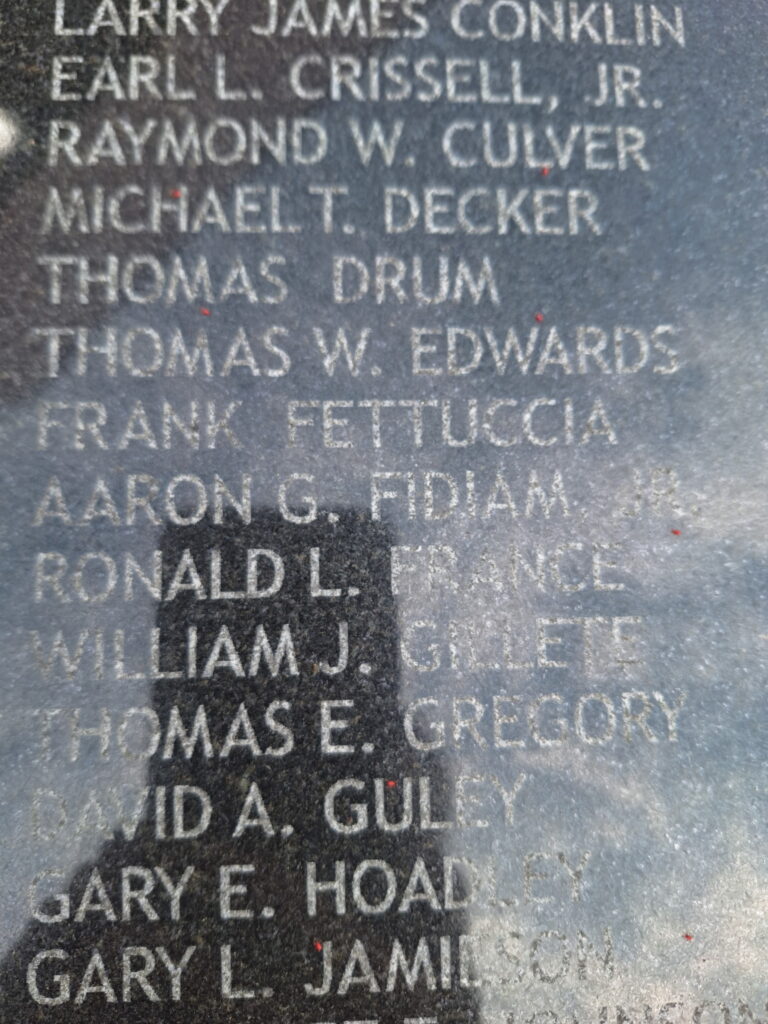 LARRY JAMES CONKLIN
EARL L. CRISSELL, JR.
RAYMOND W. CULVER
MICHAEL T. DECKER
THOMAS DRUM
THOMAS W. EDWARDS
FRANK FETTUCCIA
AARON G. FIDIAM, JR.
RONALD L. FRANCE
WILLIAM J. GILLETE
THOMAS E. GREGORY
DAVID A. GULEY
GARY E. HOADLEY
GARY L. JAMIESON